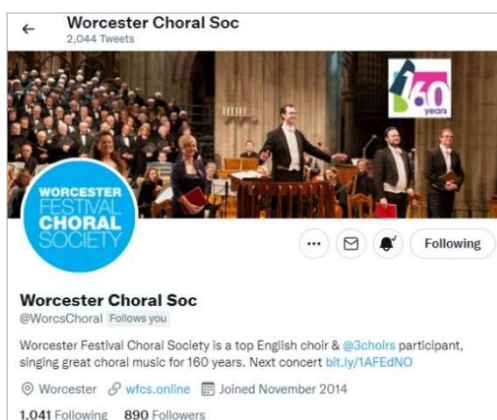 Worcester Choral Soc
2,044 Tweets
160
years
WORCESTER
FESTIVAL
CHORAL
SOCIETY
Following
Worcester Choral Soc
@WorcsChoral Follows you
Worcester Festival Choral Society is a top English choir & @3choirs participant,
singing great choral music for 160 years. Next concert bit.ly/1AFEdNO
Worcester wfcs.online Joined November 2014
1,041 Following 890 Followers